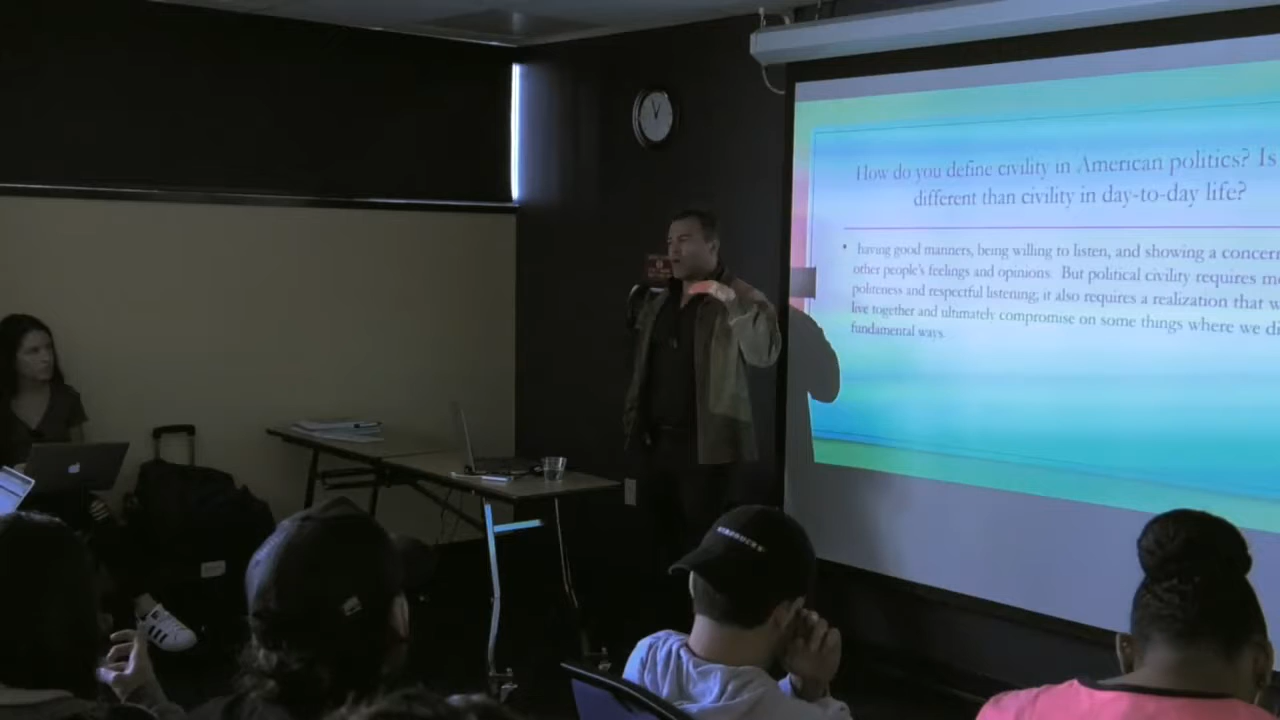 How do you define civility in American politics? Is
different than civility in day-to-day life?
• having good manners, being willing to listen, and showing a concern
other people's feelings and opinions. But political civility requires
politeness and respectful listening; it also requires a realization that
live together and ultimately compromise on some things where we
fundamental ways.
STARBUCKS